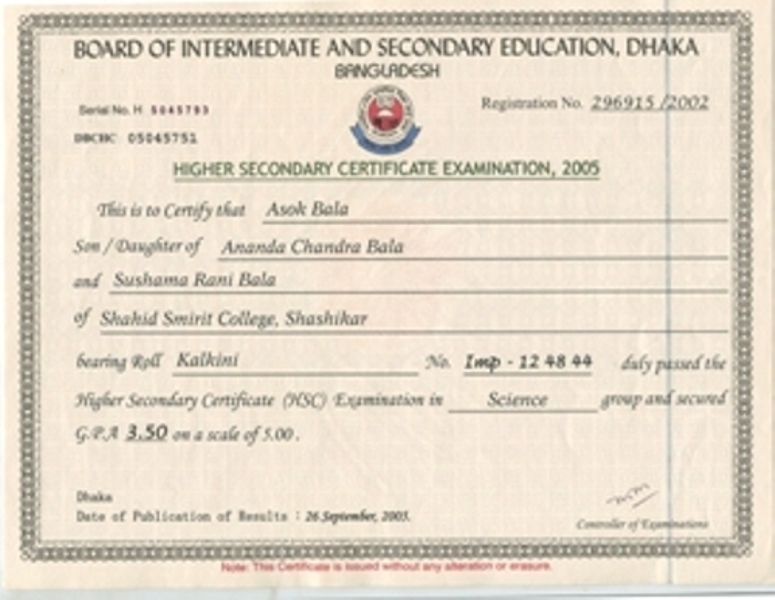 BOARD OF INTERMEDIATE AND SECONDARY EDUCATION, DHAKA
BANGLADESH
Serial No. H 5045793
Registration No. 296915 /2002
DBCHC 05045751
HIGHER SECONDARY CERTIFICATE EXAMINATION, 2005
This is to Certify that Asok Bala
Son / Daughter of Ananda Chandra Bala
and Sushama Rani Bala
of Shahid Smirit College, Shashikar
bearing Roll Kalkini No. Imp - 12 48 44 duly passed the
Higher Secondary Certificate (HSC) Examination in Science group and secured
G.P.A 3.50 on a scale of 5.00 .
Dhaka
Date of Publication of Results : 26 September, 2005.
Controller of Examinations
Note: This Certificate is issued without any alteration or erasure.